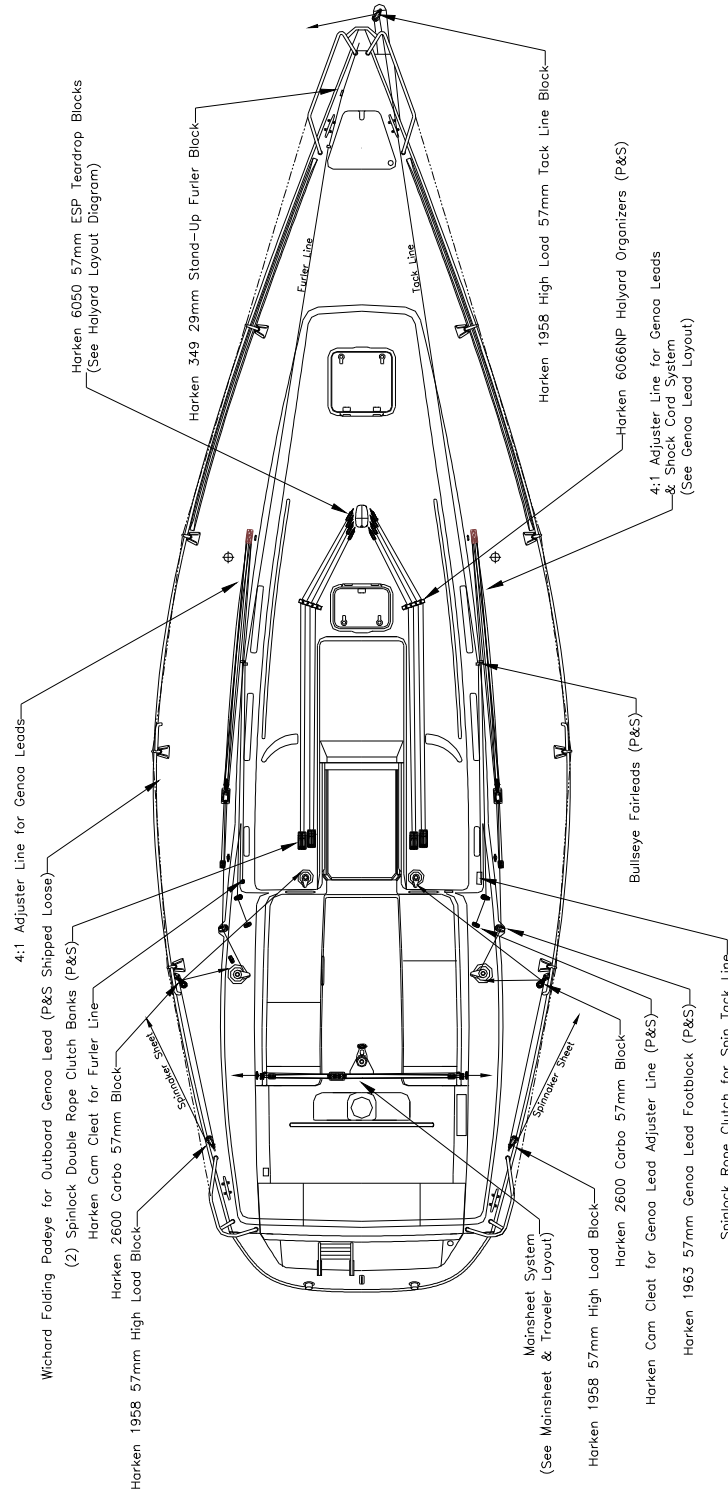 Harken 6050 57mm ESP Teardrop Blocks
(See Halyard Layout Diagram)
Harken 349 29mm Stand-Up Furler Block
Furler Line
Tack Line
Harken 1958 High Load 57mm Tack Line Block
Harken 6066NP Halyard Organizers (P&S)
4:1 Adjuster Line for Genoa Leads
& Shock Cord System
(See Genoa Lead Layout)
4:1 Adjuster Line for Genoa Leads
Wichard Folding Padeye for Outboard Genoa Lead (P&S Shipped Loose)
(2) Spinlock Double Rope Clutch Banks (P&S)
Harken Cam Cleat for Furler Line
Harken 2600 Carbo 57mm Block
Harken 1958 57mm High Load Block
Spinnaker Sheet
Spinnaker Sheet
Bullseye Fairleads (P&S)
Mainsheet System
(See Mainsheet & Traveler Layout)
Harken 1958 57mm High Load Block
Harken 2600 Carbo 57mm Block
Harken Cam Cleat for Genoa Lead Adjuster Line (P&S)
Harken 1963 57mm Genoa Lead Footblock (P&S)
Spinlock Rope Clutch for Spin Tack Line